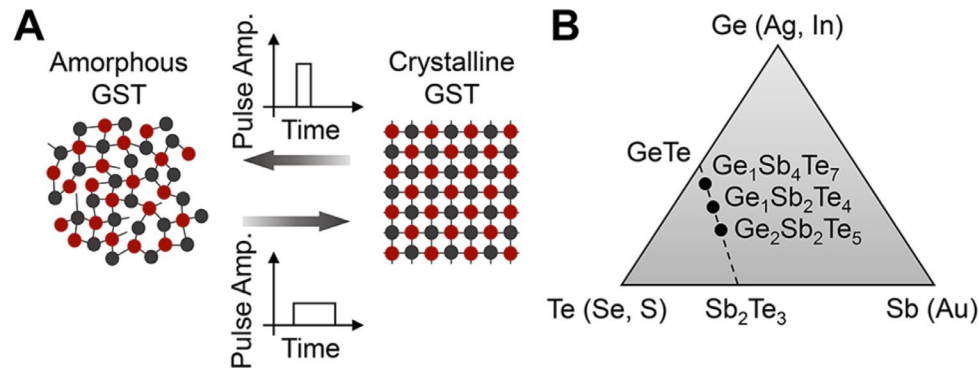 A
Amorphous
GST
Pulse Amp.
Time
Crystalline
GST
Pulse Amp.
Time
B
Ge (Ag, In)
GeTe
Ge₁Sb₄Te₇
Ge₁Sb₂Te₄
Ge₂Sb₂Te₅
Te (Se, S)
Sb₂Te₃
Sb (Au)